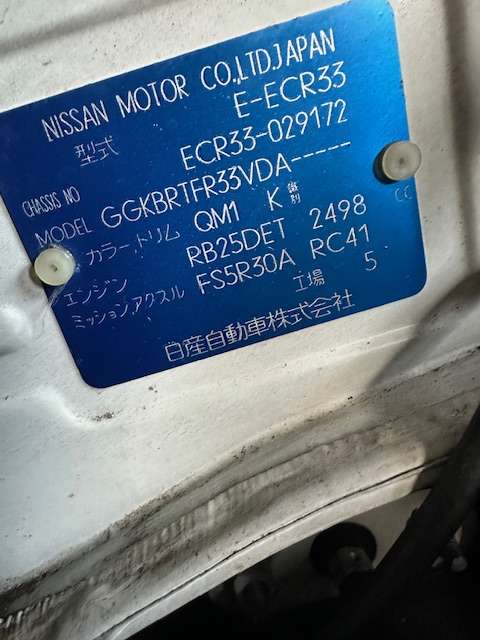 NISSAN MOTOR CO.,LTD.JAPAN
型式 E-ECR33
CHASSIS NO ECR33-029172
MODEL GGKBRTFR33VDA-----
カラー,トリム QM1 K 識別
エンジン RB25DET 2498 CC
ミッション,アクスル FS5R30A RC41
工場 5
日産自動車株式会社